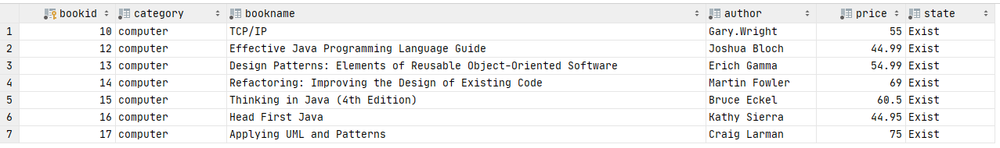 bookid category bookname author price state
1 10 computer TCP/IP Gary.Wright 55 Exist
2 12 computer Effective Java Programming Language Guide Joshua Bloch 44.99 Exist
3 13 computer Design Patterns: Elements of Reusable Object-Oriented Software Erich Gamma 54.99 Exist
4 14 computer Refactoring: Improving the Design of Existing Code Martin Fowler 69 Exist
5 15 computer Thinking in Java (4th Edition) Bruce Eckel 60.5 Exist
6 16 computer Head First Java Kathy Sierra 44.95 Exist
7 17 computer Applying UML and Patterns Craig Larman 75 Exist